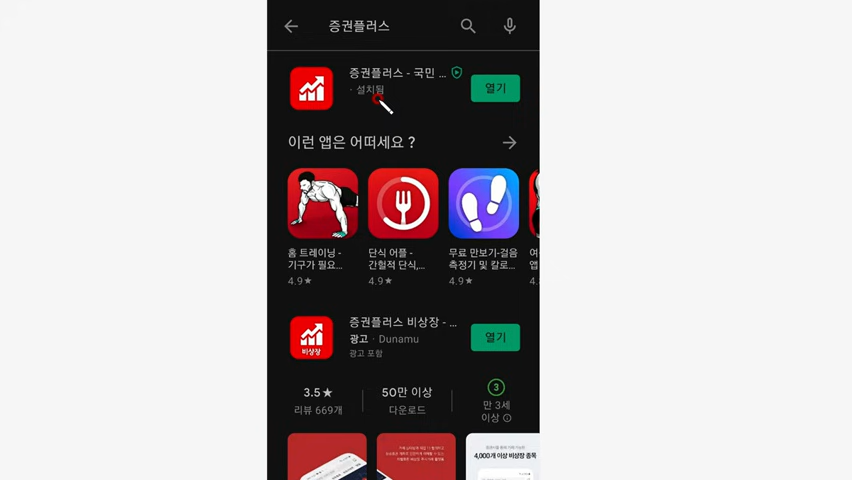 증권플러스
증권플러스 - 국민 ...
· 설치됨
열기
이런 앱은 어떠세요 ?
홈 트레이닝 -
기구가 필요...
4.9★
단식 어플 -
간헐적 단식,...
4.9★
무료 만보기·걸음
측정기 및 칼로...
4.9★
여
앱
4.
증권플러스 비상장 - ...
광고 · Dunamu
광고 포함
열기
비상장
3.5★
리뷰 669개
50만 이상
다운로드
3
만 3세
이상
4,000개 이상 비상장 종목